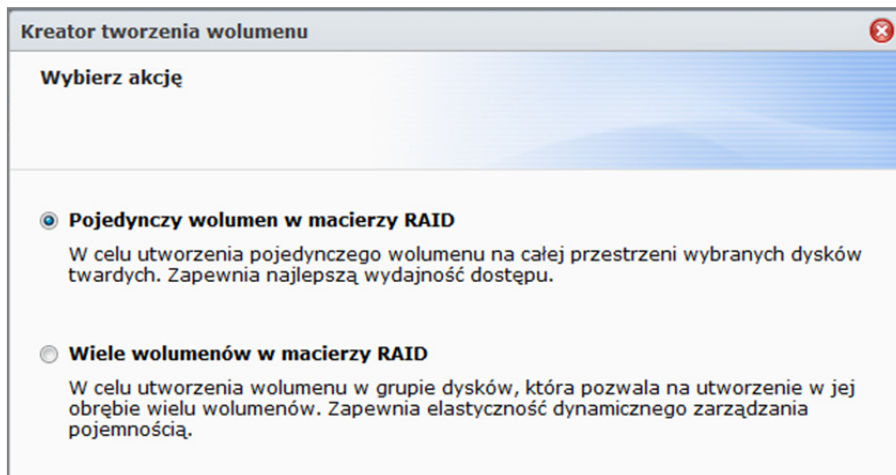 Kreator tworzenia wolumenu
Wybierz akcję
Pojedynczy wolumen w macierzy RAID
W celu utworzenia pojedynczego wolumenu na całej przestrzeni wybranych dysków
twardych. Zapewnia najlepszą wydajność dostępu.
Wiele wolumenów w macierzy RAID
W celu utworzenia wolumenu w grupie dysków, która pozwala na utworzenie w jej
obrębie wielu wolumenów. Zapewnia elastyczność dynamicznego zarządzania
pojemnością.